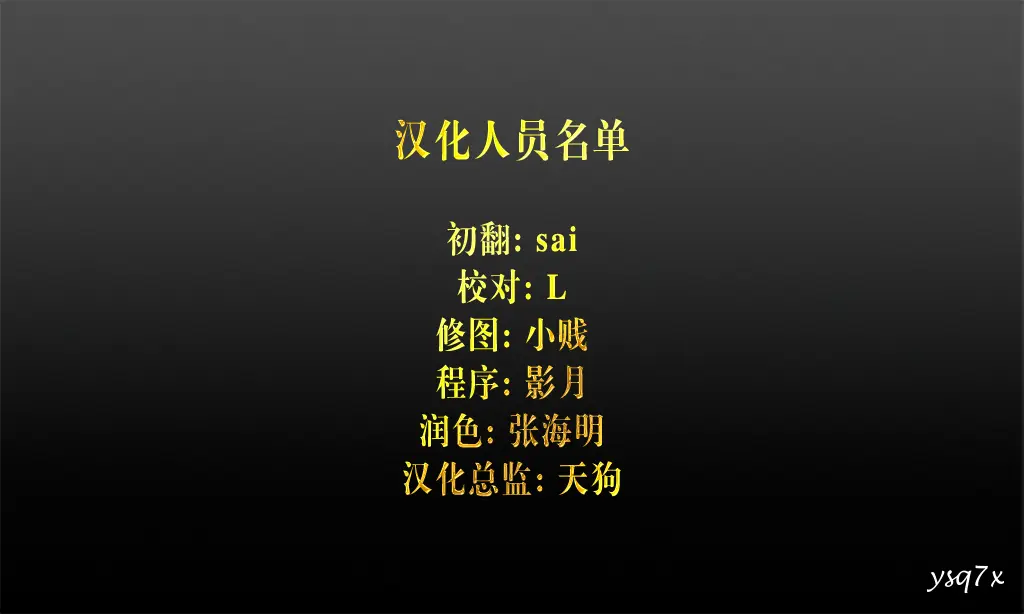 汉化人员名单
初翻: sai
校对: L
修图: 小贱
程序: 影月
润色: 张海明
汉化总监: 天狗
ysq7x